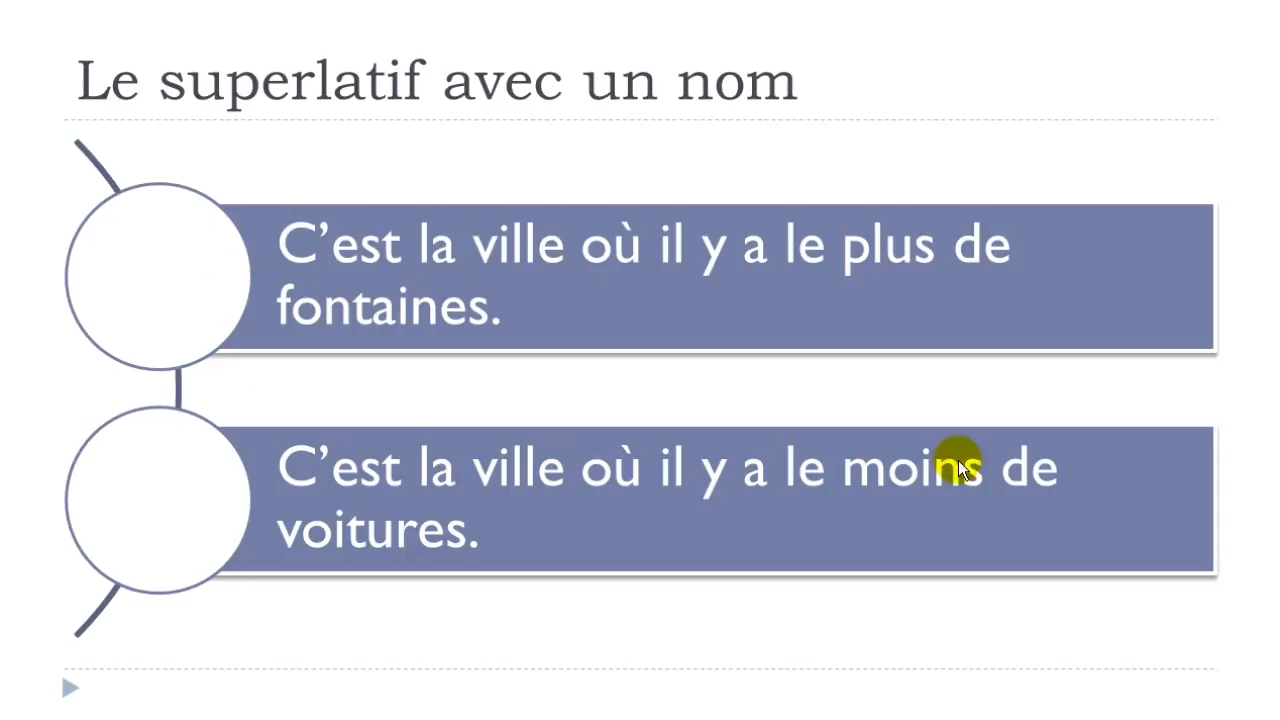 Le superlatif avec un nom
C’est la ville où il y a le plus de
fontaines.
C’est la ville où il y a le moins de
voitures.